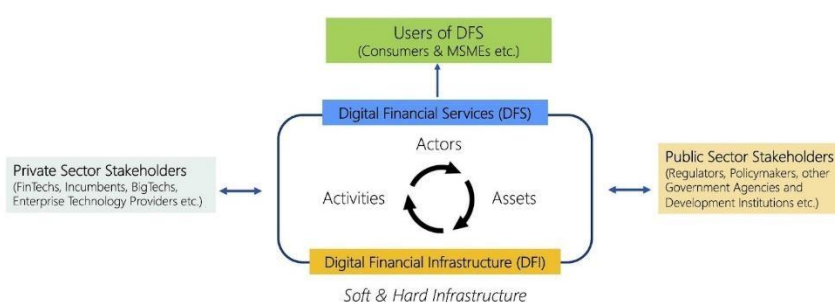 Users of DFS
(Consumers & MSMEs etc.)
Digital Financial Services (DFS)
Actors
Private Sector Stakeholders
(FinTechs, Incumbents, BigTechs,
Enterprise Technology Providers etc.)
Activities
Assets
Public Sector Stakeholders
(Regulators, Policymakers, other
Government Agencies and
Development Institutions etc.)
Digital Financial Infrastructure (DFI)
Soft & Hard Infrastructure